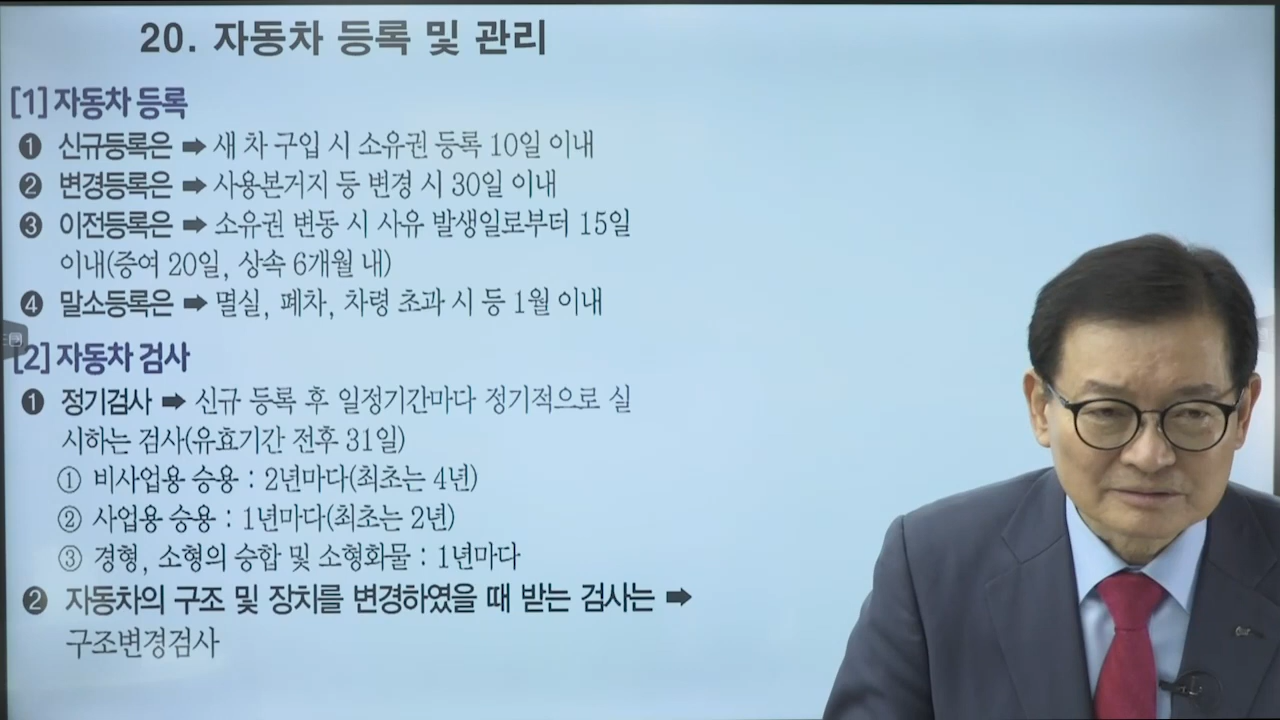 20. 자동차 등록 및 관리
[1] 자동차 등록
❶ 신규등록은 ➡ 새 차 구입 시 소유권 등록 10일 이내
❷ 변경등록은 ➡ 사용본거지 등 변경 시 30일 이내
❸ 이전등록은 ➡ 소유권 변동 시 사유 발생일로부터 15일
이내(증여 20일, 상속 6개월 내)
❹ 말소등록은 ➡ 멸실, 폐차, 차령 초과 시 등 1월 이내
[2] 자동차 검사
❶ 정기검사 ➡ 신규 등록 후 일정기간마다 정기적으로 실
시하는 검사(유효기간 전후 31일)
① 비사업용 승용 : 2년마다(최초는 4년)
② 사업용 승용 : 1년마다(최초는 2년)
③ 경형, 소형의 승합 및 소형화물 : 1년마다
❷ 자동차의 구조 및 장치를 변경하였을 때 받는 검사는 ➡
구조변경검사